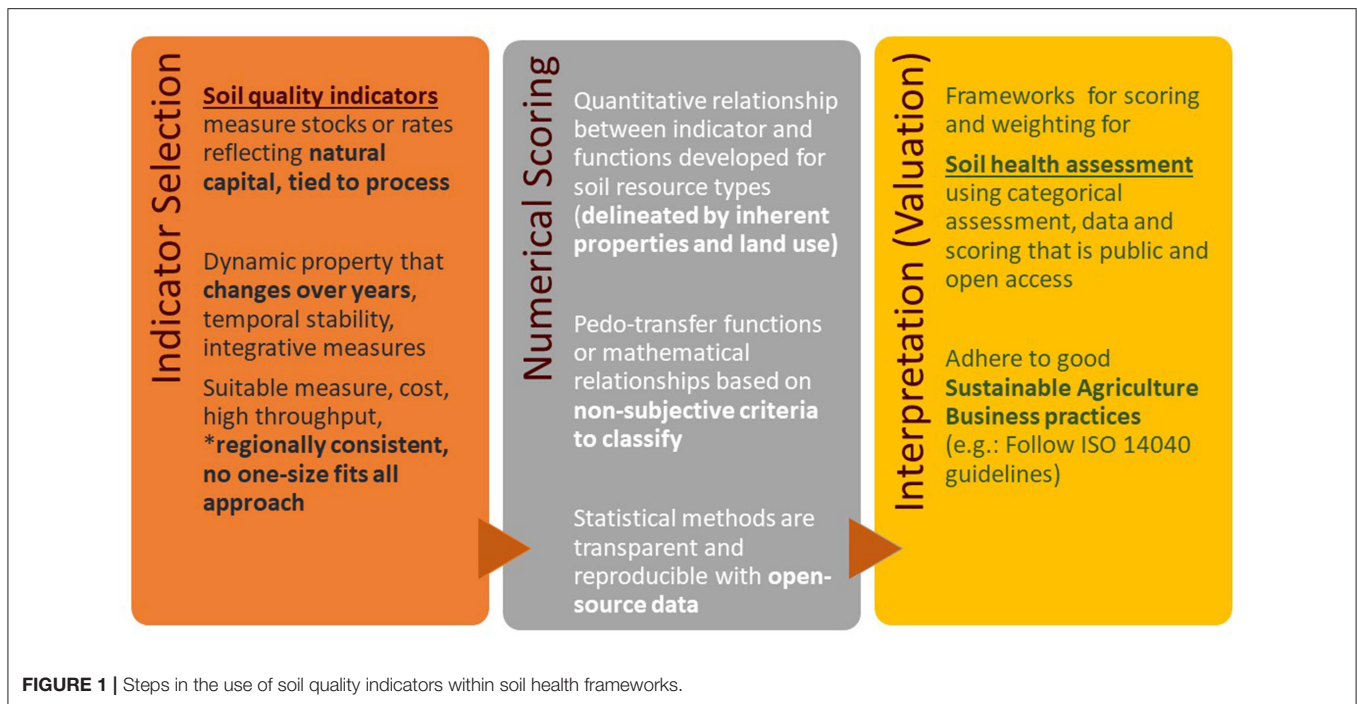 Indicator Selection
Soil quality indicators
measure stocks or rates
reflecting natural
capital, tied to process
Dynamic property that
changes over years,
temporal stability,
integrative measures
Suitable measure, cost,
high throughput,
*regionally consistent,
no one-size fits all
approach
Numerical Scoring
Quantitative relationship
between indicator and
functions developed for
soil resource types
(delineated by inherent
properties and land use)
Pedo-transfer functions
or mathematical
relationships based on
non-subjective criteria
to classify
Statistical methods are
transparent and
reproducible with open-
source data
Interpretation (Valuation)
Frameworks for scoring
and weighting for
Soil health assessment
using categorical
assessment, data and
scoring that is public and
open access
Adhere to good
Sustainable Agriculture
Business practices
(e.g.: Follow ISO 14040
guidelines)
FIGURE 1 | Steps in the use of soil quality indicators within soil health frameworks.